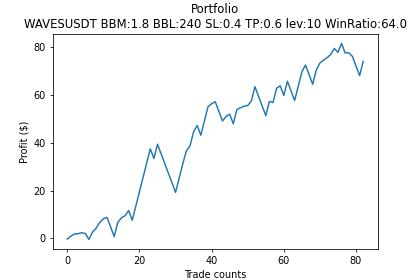 Portfolio
WAVESUSDT BBM:1.8 BBL:240 SL:0.4 TP:0.6 lev:10 WinRatio:64.0
80
60
40
20
0
Profit ($)
0 20 40 60 80
Trade counts